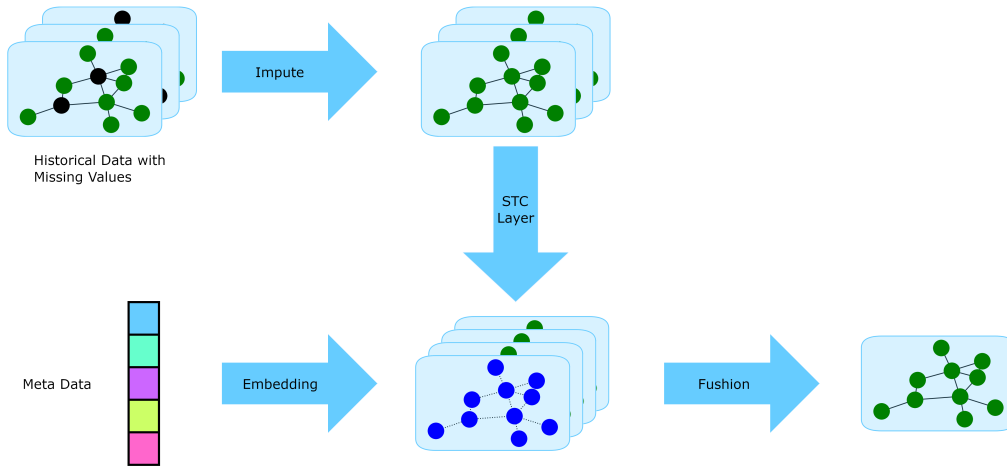 Impute
Historical Data with
Missing Values
STC
Layer
Meta Data
Embedding
Fushion